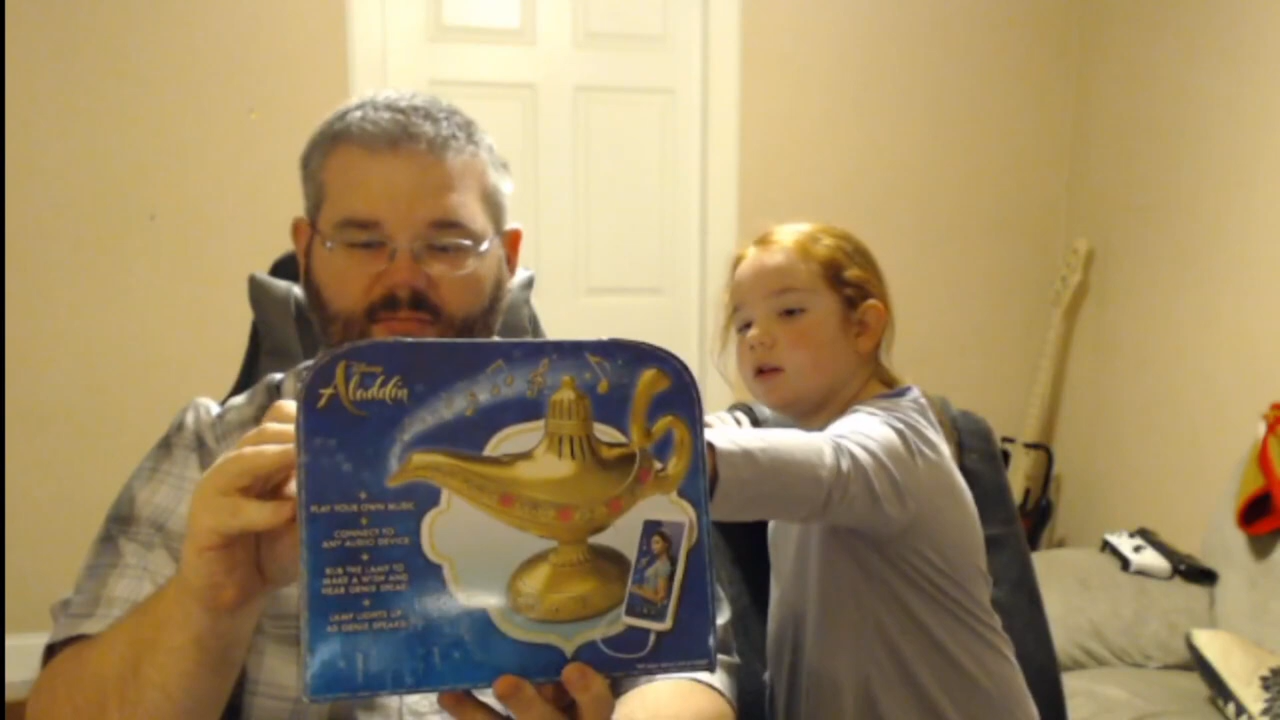 Disney
Aladdin
PLAY YOUR OWN MUSIC
CONNECT TO
ANY AUDIO DEVICE
RUB THE LAMP TO
MAKE A WISH AND
HEAR GENIE SPEAK
LAMP LIGHTS UP
AS GENIE SPEAKS